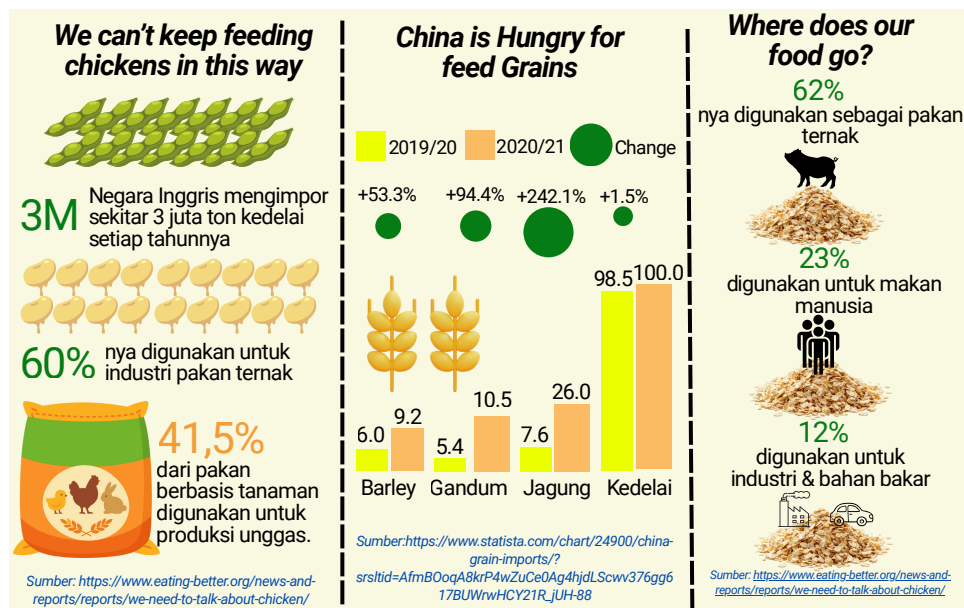 We can't keep feeding
chickens in this way
3M
Negara Inggris mengimpor
sekitar 3 juta ton kedelai
setiap tahunnya
60%
nya digunakan untuk
industri pakan ternak
41,5%
dari pakan
berbasis tanaman
digunakan untuk
produksi unggas.
Sumber: https://www.eating-better.org/news-and-
reports/reports/we-need-to-talk-about-chicken/
China is Hungry for
feed Grains
2019/20 2020/21 Change
+53.3% +94.4% +242.1% +1.5%
98.5 100.0
6.0 9.2 5.4 10.5 7.6 26.0
Barley Gandum Jagung Kedelai
Sumber:https://www.statista.com/chart/24900/china-
grain-imports/?
srsltid=AfmBOoqA8krP4wZuCe0Ag4hjdLScwv376gg6
17BUWrwHCY21R_jUH-88
Where does our
food go?
62%
nya digunakan sebagai pakan
ternak
23%
digunakan untuk makan
manusia
12%
digunakan untuk
industri & bahan bakar
Sumber: https://www.eating-better.org/news-and-
reports/reports/we-need-to-talk-about-chicken/